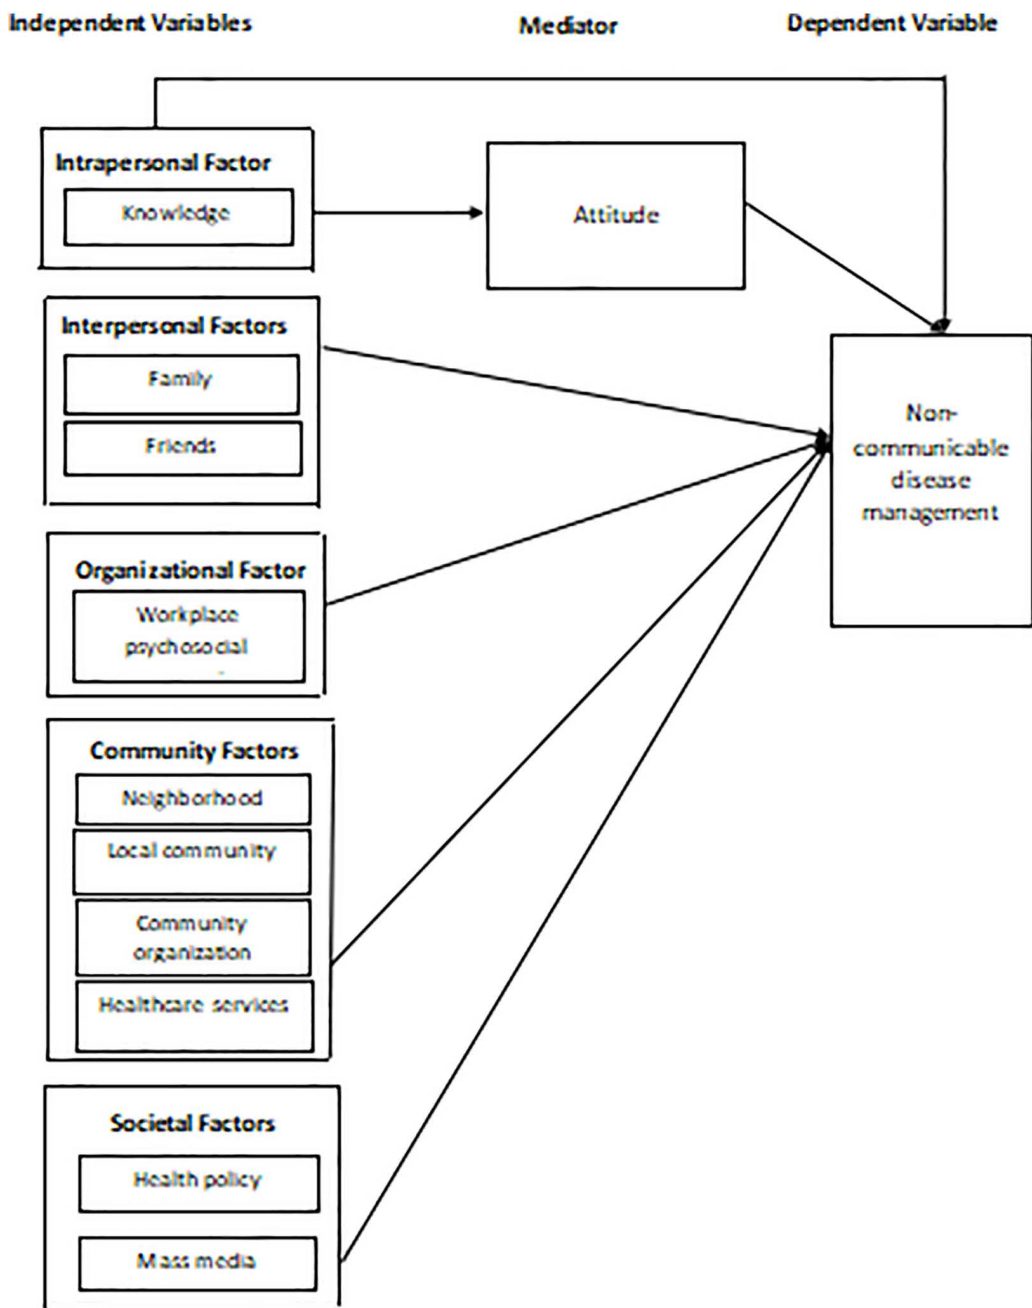 Independent Variables
Mediator
Dependent Variable
Intrapersonal Factor
Knowledge
Attitude
Interpersonal Factors
Family
Friends
Non-
communicable
disease
management
Organizational Factor
Workplace
psychosocial
Community Factors
Neighborhood
Local community
Community
organization
Healthcare services
Societal Factors
Health policy
Mass media